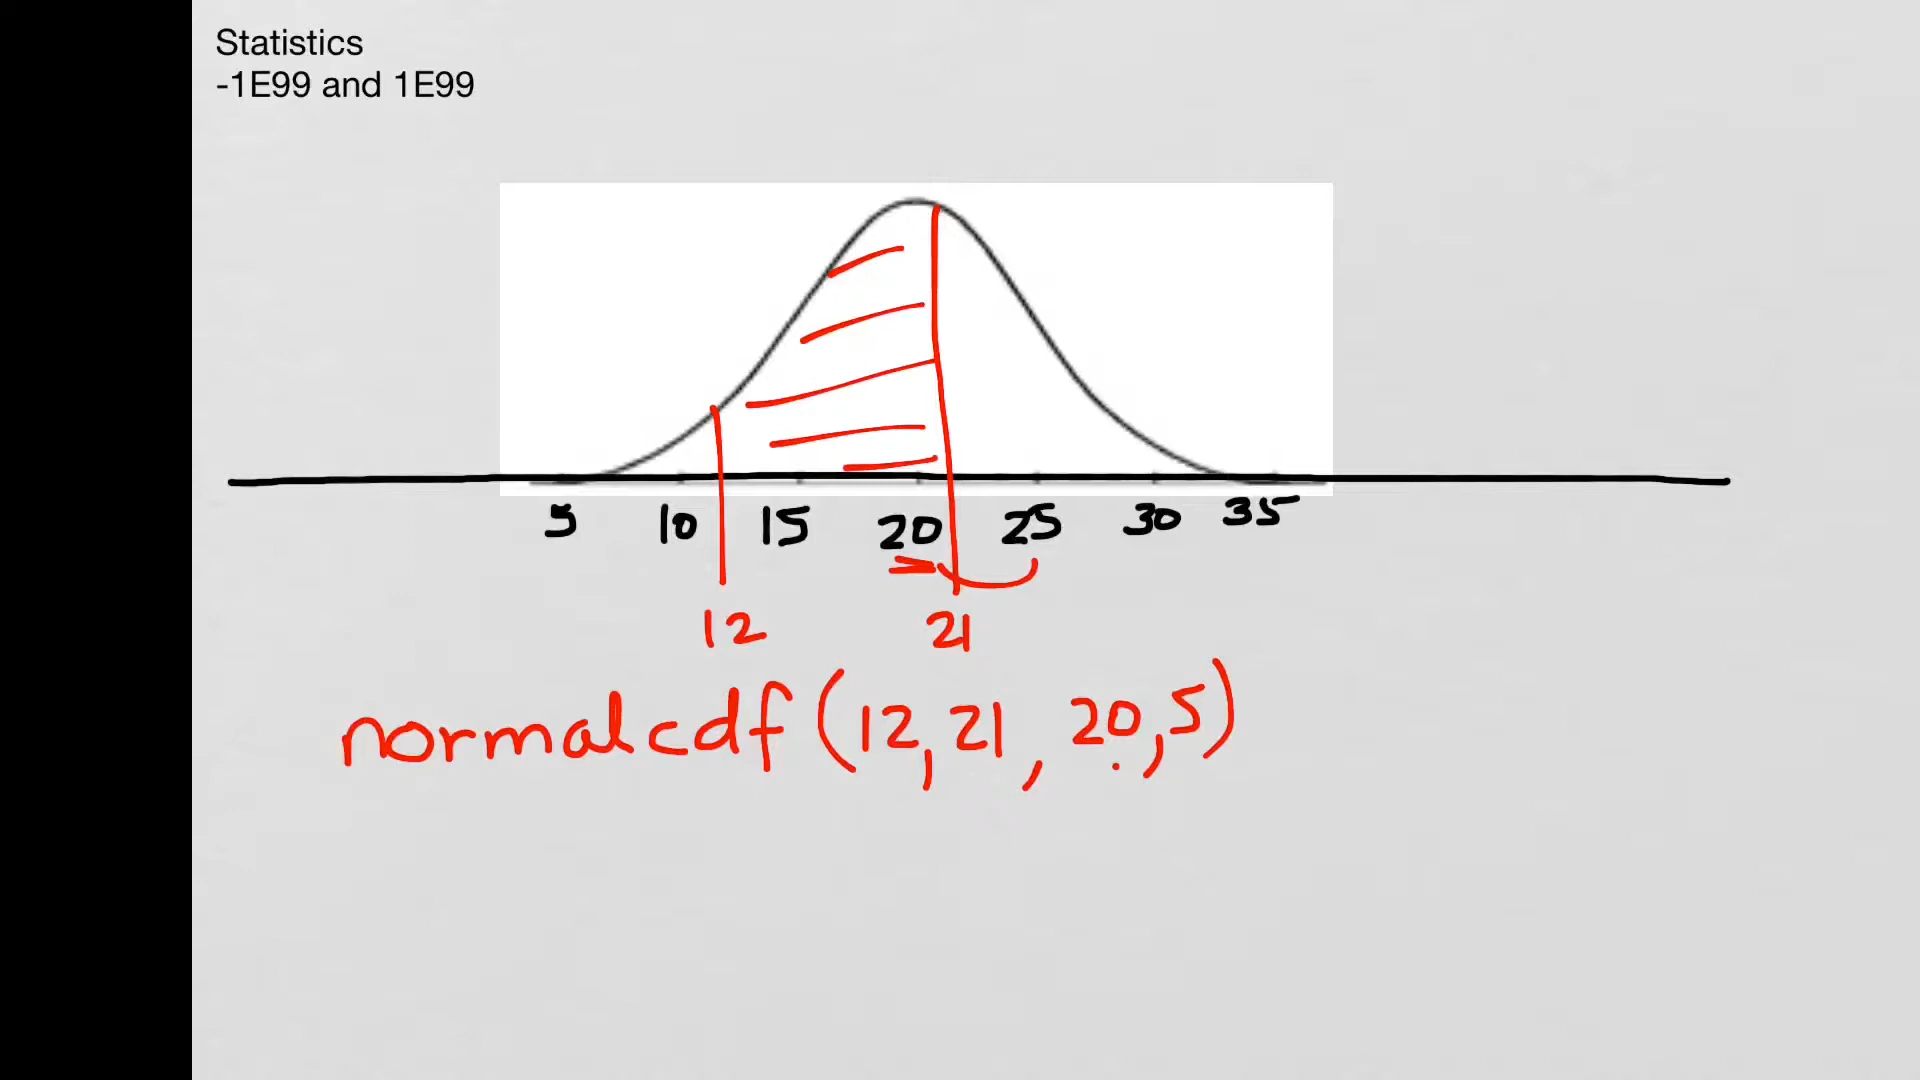 Statistics
-1E99 and 1E99
5 10 15 20 25 30 35
12 21
normalcdf (12, 21, 20, 5)